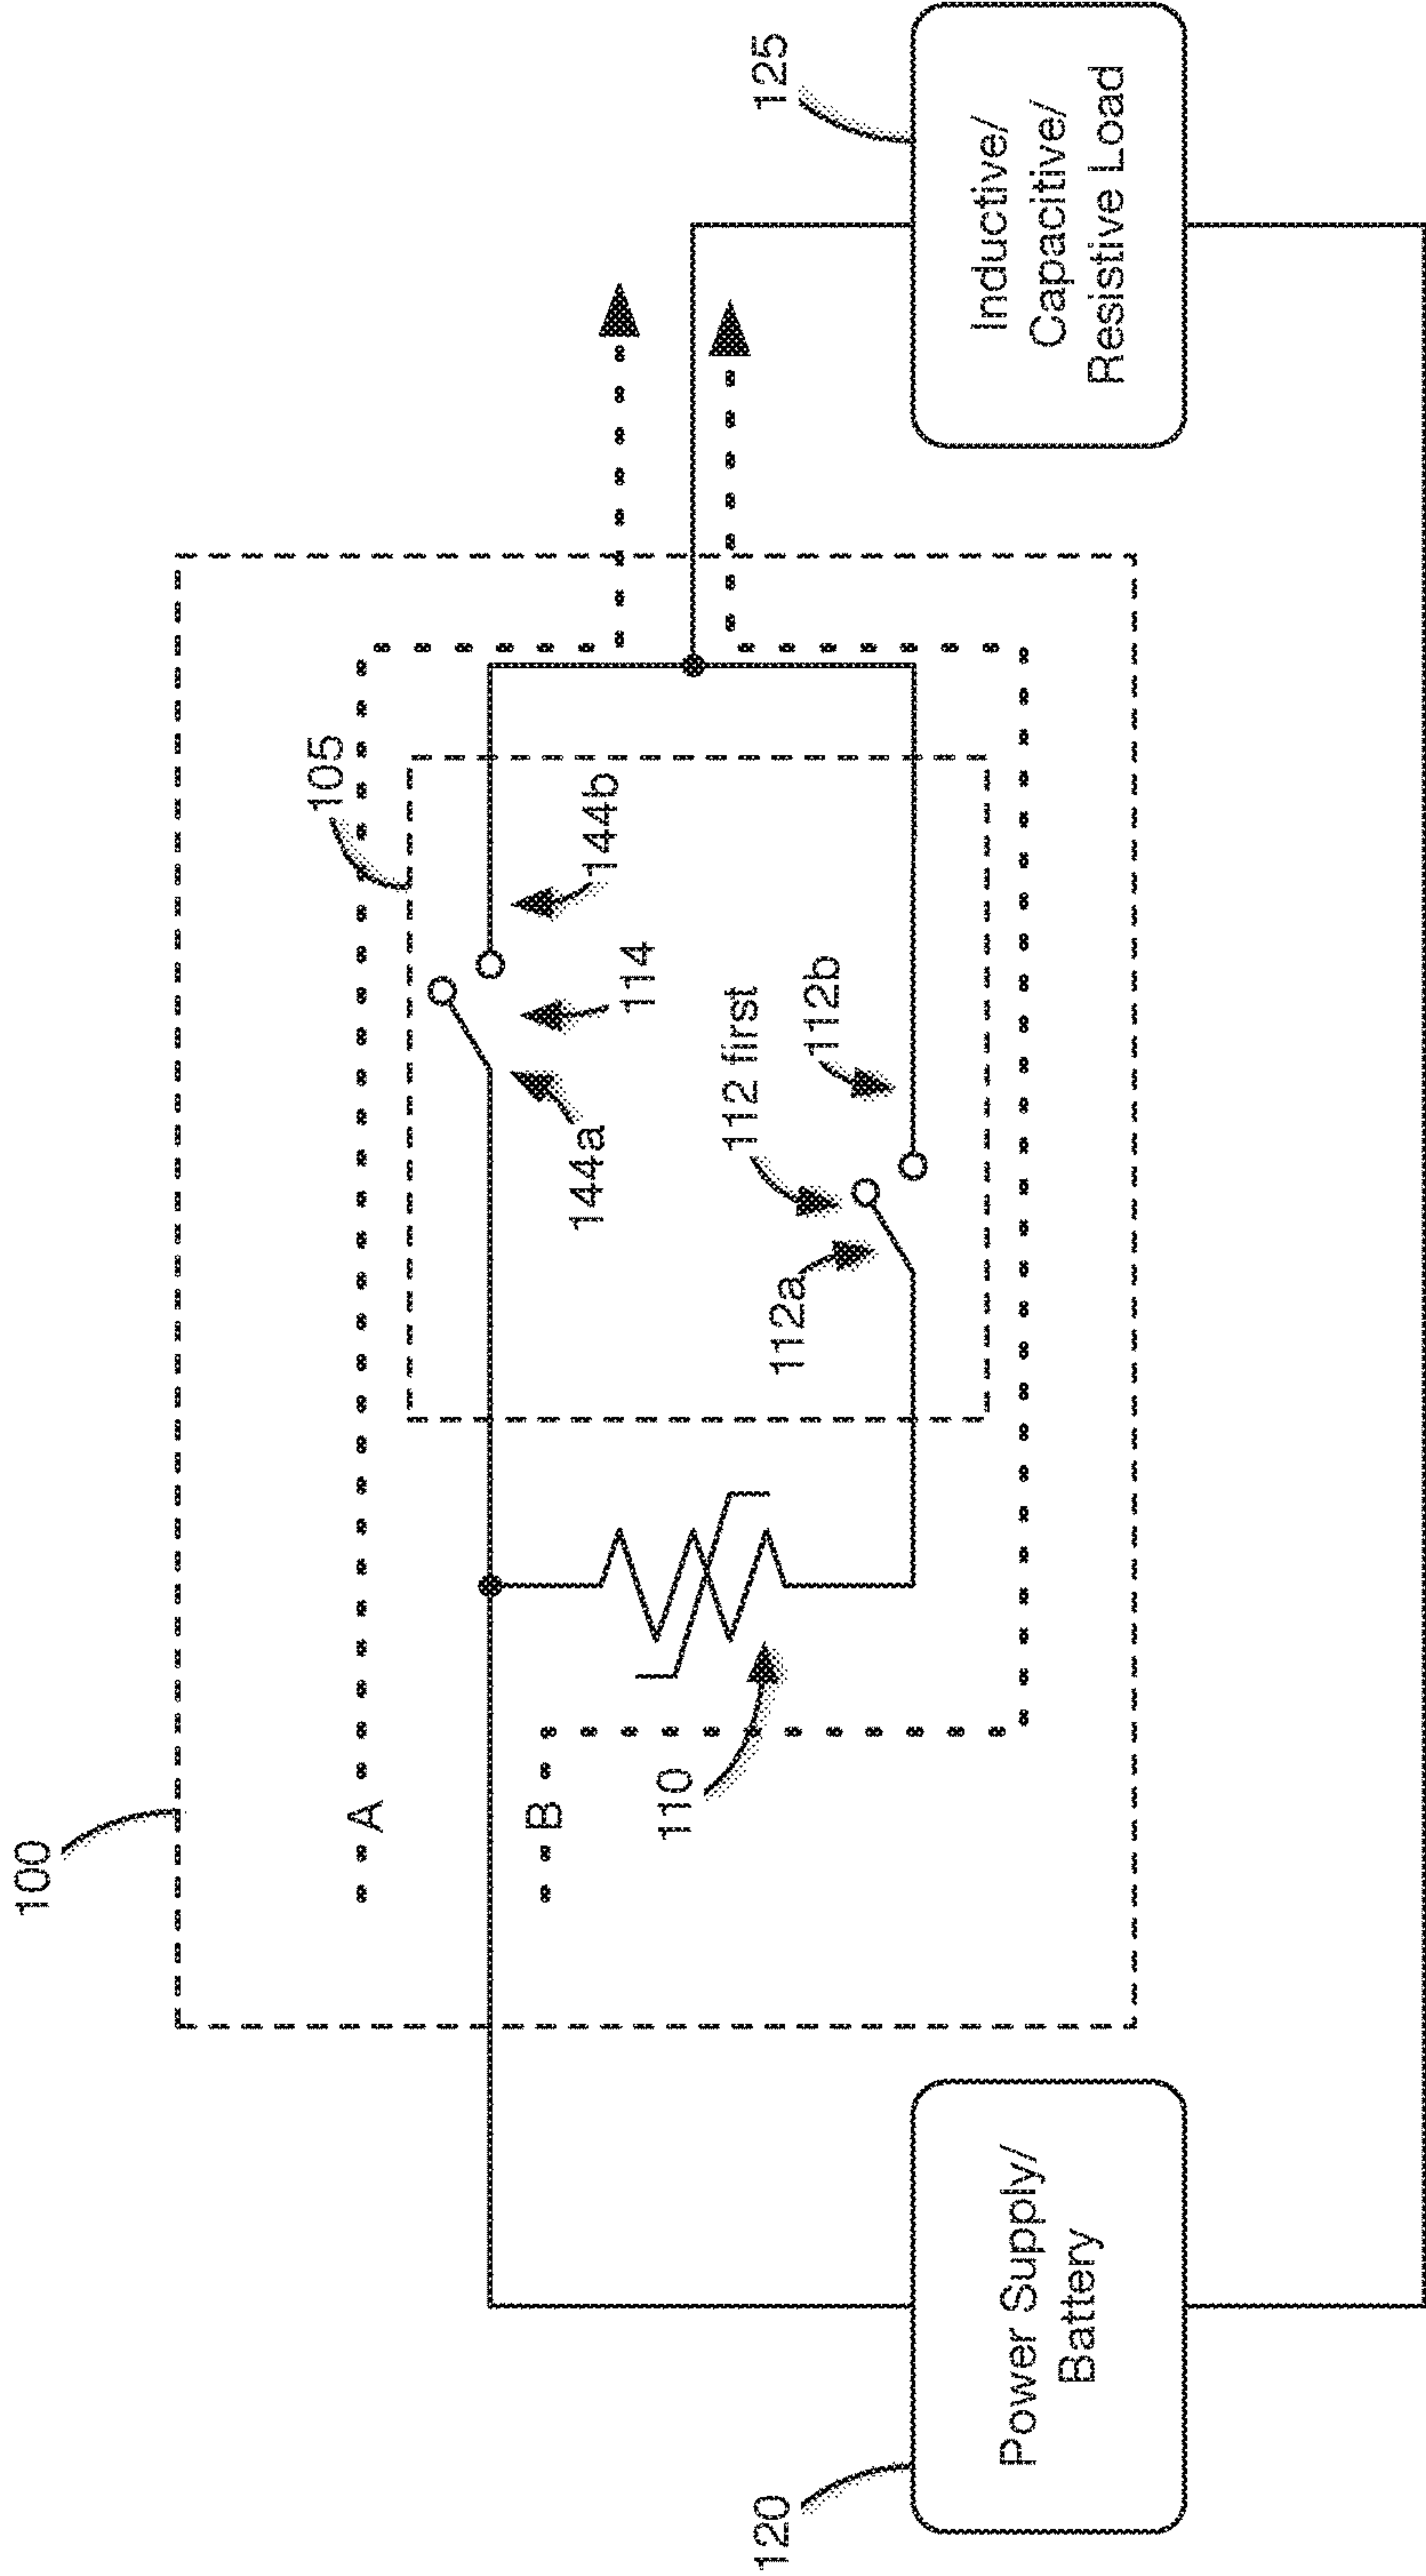 100
105
125
A
144b
114
144a
B
112 first
112b
112a
110
120
Power Supply/
Battery
Inductive/
Capacitive/
Resistive Load